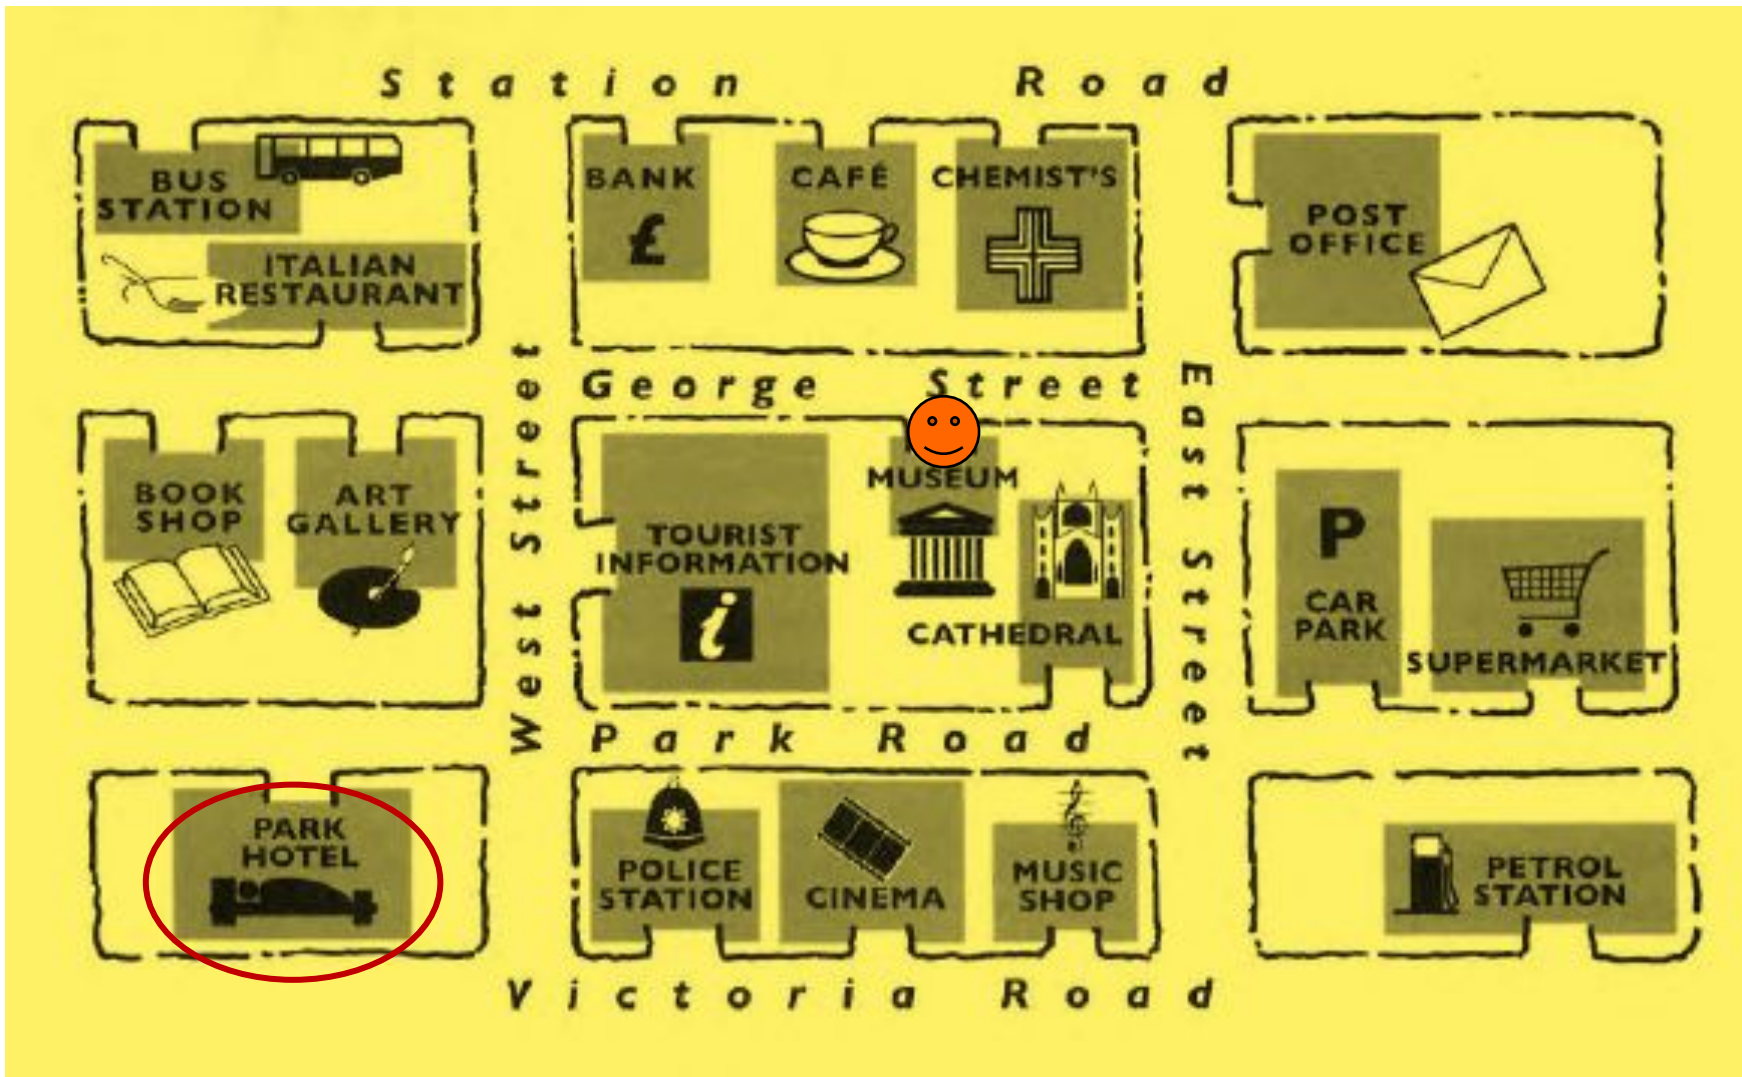 Station Road
BUS
STATION
ITALIAN
RESTAURANT
BANK
£
CAFÉ
CHEMIST'S
POST
OFFICE
George Street
West Street
East Street
BOOK
SHOP
ART
GALLERY
TOURIST
INFORMATION
i
MUSEUM
CATHEDRAL
P
CAR
PARK
SUPERMARKET
Park Road
PARK
HOTEL
POLICE
STATION
CINEMA
MUSIC
SHOP
PETROL
STATION
Victoria Road